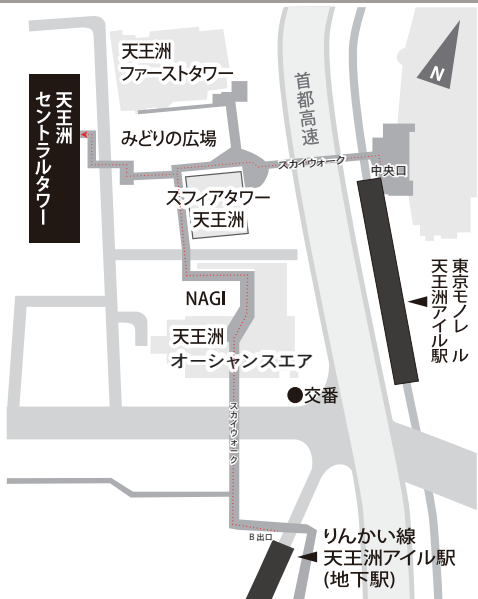 天王洲
ファーストタワー
首都高速
N
天王洲
セントラルタワー
みどりの広場
スカイウォーク
中央口
スフィアタワー
天王洲
東京モノレール
天王洲アイル駅
NAGI
天王洲
オーシャンスエア
交番
スカイウォーク
B出口
りんかい線
天王洲アイル駅
(地下駅)